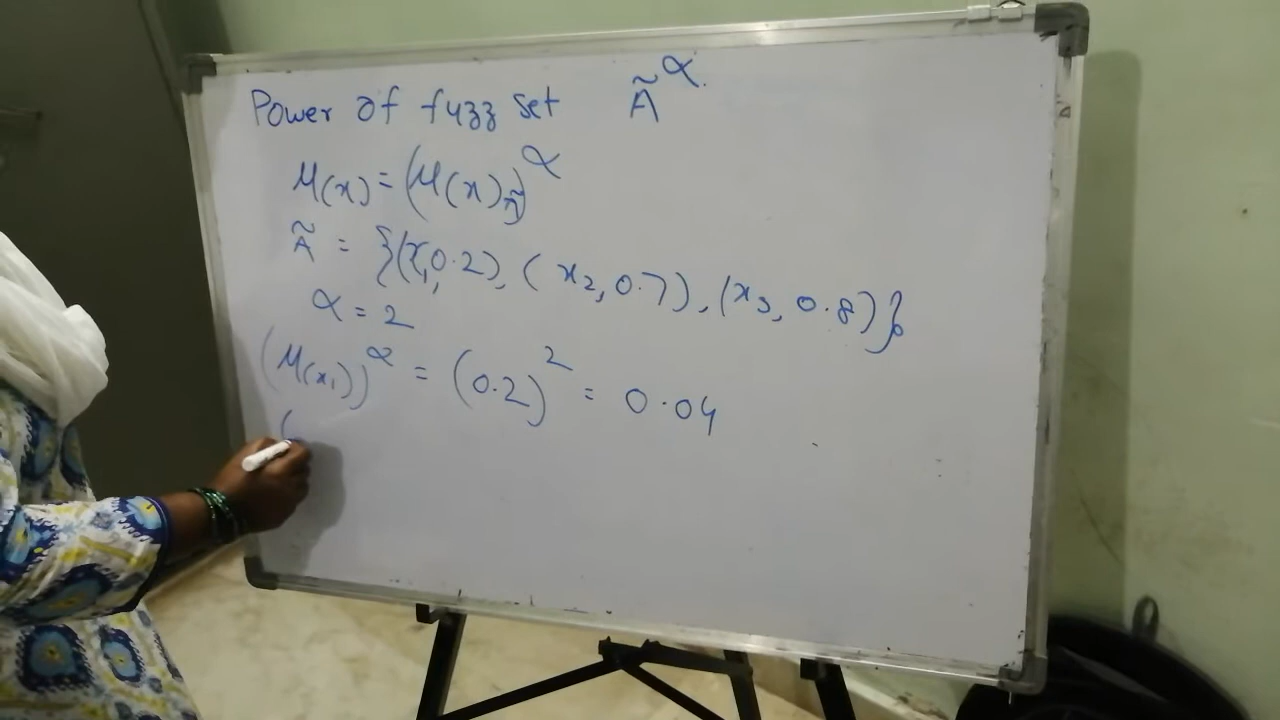 Power of fuzz set Ã^α.
μ(x) = (μ(x)_Ã)^α
Ã = {(x₁,0.2), (x₂,0.7), (x₃,0.8)}
α = 2
(μ(x₁))^α = (0.2)² = 0.04
(